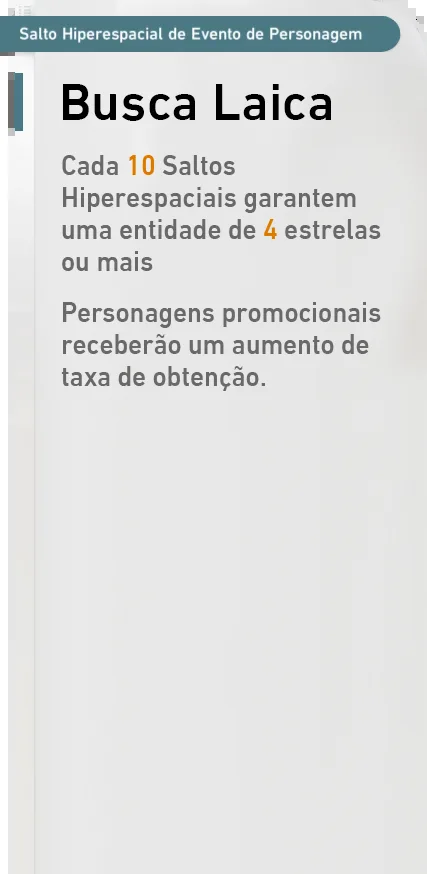 Salto Hiperespacial de Evento de Personagem
Busca Laica
Cada 10 Saltos
Hiperespaciais garantem
uma entidade de 4 estrelas
ou mais
Personagens promocionais
receberão um aumento de
taxa de obtenção.